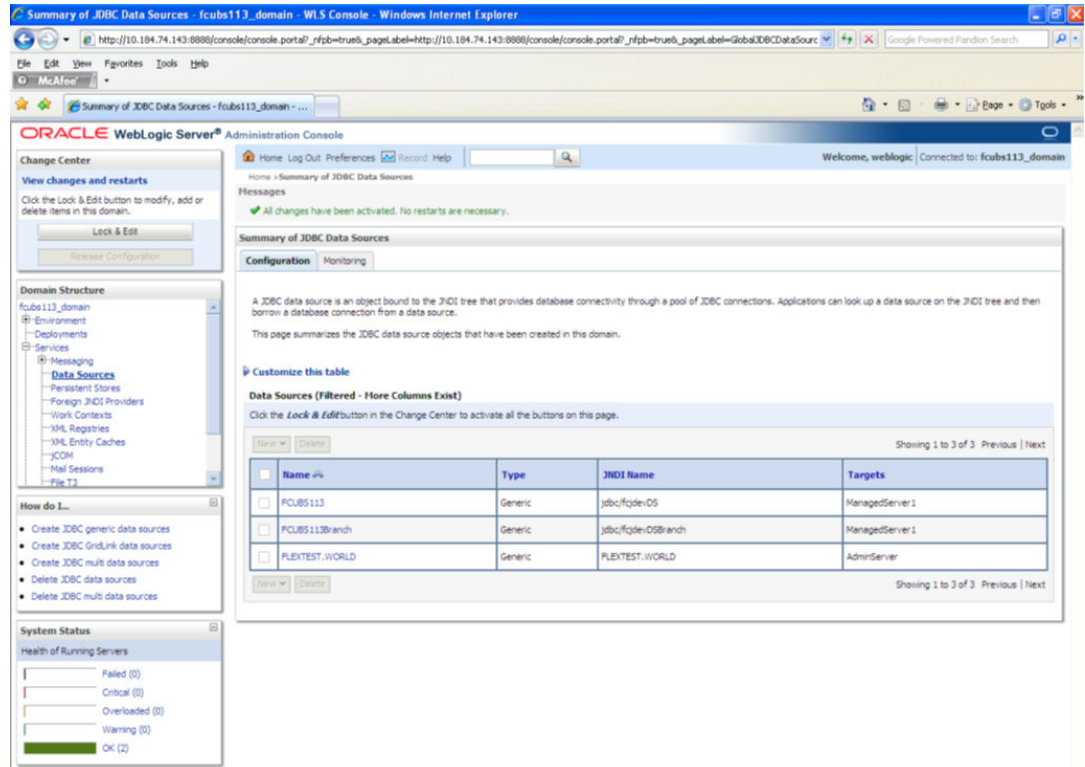 Summary of JDBC Data Sources - fcubs113_domain - WLS Console - Windows Internet Explorer
http://10.184.74.143:8888/console/console.portal?_nfpb=true&_pageLabel=http://10.184.74.143:8888/console/console.portal?_nfpb=true&_pageLabel=GlobalJDBCDataSourc
Google Powered Pandion Search
File Edit View Favorites Tools Help
McAfee
Summary of JDBC Data Sources - fcubs113_domain - ...
Page Tools
ORACLE WebLogic Server® Administration Console
Change Center
View changes and restarts
Click the Lock & Edit button to modify, add or
delete items in this domain.
Lock & Edit
Release Configuration
Domain Structure
fcubs113_domain
Environment
Deployments
Services
Messaging
Data Sources
Persistent Stores
Foreign JNDI Providers
Work Contexts
XML Registries
XML Entity Caches
jCOM
Mail Sessions
File T3
How do I...
Create JDBC generic data sources
Create JDBC GridLink data sources
Create JDBC multi data sources
Delete JDBC data sources
Delete JDBC multi data sources
System Status
Health of Running Servers
Failed (0)
Critical (0)
Overloaded (0)
Warning (0)
OK (2)
Home Log Out Preferences Record Help
Welcome, weblogic Connected to: fcubs113_domain
Home >Summary of JDBC Data Sources
Messages
All changes have been activated. No restarts are necessary.
Summary of JDBC Data Sources
Configuration Monitoring
A JDBC data source is an object bound to the JNDI tree that provides database connectivity through a pool of JDBC connections. Applications can look up a data source on the JNDI tree and then
borrow a database connection from a data source.
This page summarizes the JDBC data source objects that have been created in this domain.
Customize this table
Data Sources (Filtered - More Columns Exist)
Click the Lock & Edit button in the Change Center to activate all the buttons on this page.
New Delete Showing 1 to 3 of 3 Previous | Next
Name Type JNDI Name Targets
FCUBS113 Generic jdbc/fcjdevDS ManagedServer1
FCUBS113Branch Generic jdbc/fcjdevDSBranch ManagedServer1
FLEXTEST.WORLD Generic FLEXTEST.WORLD AdminServer
New Delete Showing 1 to 3 of 3 Previous | Next